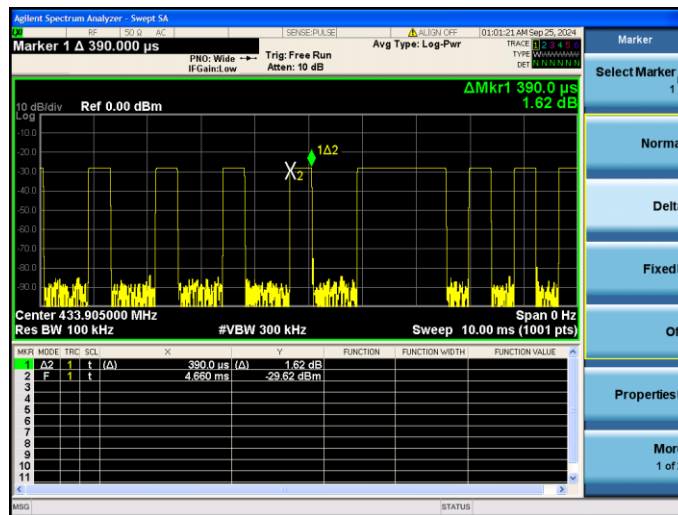 Agilent Spectrum Analyzer - Swept SA
RF 50 Ω AC SENSE:PULSE ALIGN OFF 01:01:21 AM Sep 25, 2024
Marker 1 Δ 390.000 µs
PNO: Wide
IFGain:Low
Trig: Free Run
Atten: 10 dB
Avg Type: Log-Pwr
TRACE 1 2 3 4 5 6
TYPE WWWWWW
DET N N N N N N
ΔMkr1 390.0 µs
1.62 dB
10 dB/div Ref 0.00 dBm
Log
-10.0
-20.0
-30.0
-40.0
-50.0
-60.0
-70.0
-80.0
-90.0
1Δ2
X2
Center 433.905000 MHz Span 0 Hz
Res BW 100 kHz #VBW 300 kHz Sweep 10.00 ms (1001 pts)
MKR MODE TRC SCL X Y FUNCTION FUNCTION WIDTH FUNCTION VALUE
1 Δ2 1 t (Δ) 390.0 µs (Δ) 1.62 dB
2 F 1 t 4.660 ms -29.62 dBm
3
4
5
6
7
8
9
10
11
MSG STATUS
Marker
Select Marker
1
Norma
Delt
Fixed
Of
Properties
Mor
1 of